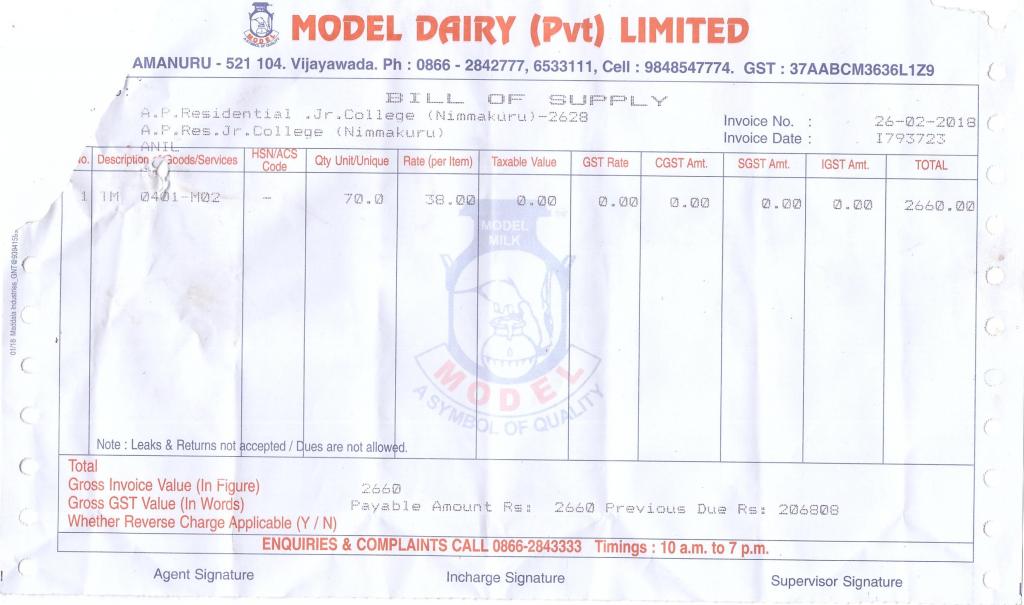 MODEL
A SYMBOL OF QUALITY
MODEL DAIRY (Pvt) LIMITED
AMANURU - 521 104. Vijayawada. Ph : 0866 - 2842777, 6533111, Cell : 9848547774. GST : 37AABCM3636L1Z9
BILL OF SUPPLY
A.P.Residential .Jr.College (Nimmakuru)-2628
A.P.Res.Jr.College (Nimmakuru)
ANIL
Invoice No. : 26-02-2018
Invoice Date : I793723
No. Description of Goods/Services HSN/ACS Code Qty Unit/Unique Rate (per Item) Taxable Value GST Rate CGST Amt. SGST Amt. IGST Amt. TOTAL
1 TM 0401-M02 - 70.0 38.00 0.00 0.00 0.00 0.00 0.00 2660.00
MODEL
MILK
MODEL
A SYMBOL OF QUALITY
Note : Leaks & Returns not accepted / Dues are not allowed.
Total
Gross Invoice Value (In Figure) 2660
Gross GST Value (In Words) Payable Amount Rs: 2660 Previous Due Rs: 206808
Whether Reverse Charge Applicable (Y / N)
ENQUIRIES & COMPLAINTS CALL 0866-2843333 Timings : 10 a.m. to 7 p.m.
Agent Signature Incharge Signature Supervisor Signature